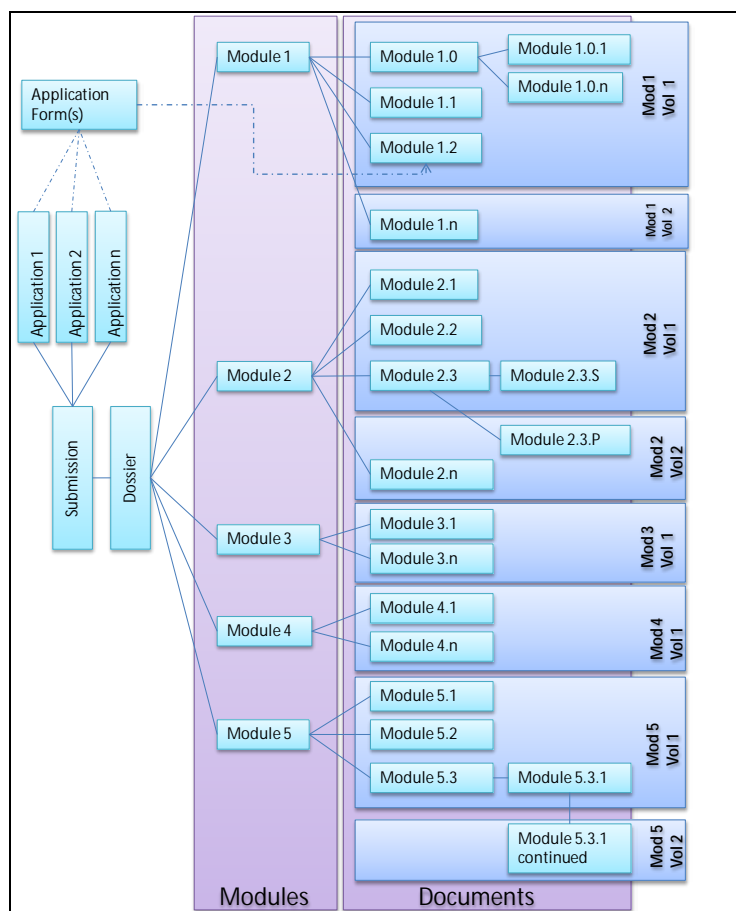 Application
Form(s)
Application 1
Application 2
Application n
Submission
Dossier
Module 1
Module 2
Module 3
Module 4
Module 5
Modules
Module 1.0
Module 1.0.1
Module 1.0.n
Module 1.1
Module 1.2
Mod 1
Vol 1
Module 1.n
Mod 1
Vol 2
Module 2.1
Module 2.2
Module 2.3
Module 2.3.S
Mod 2
Vol 1
Module 2.3.P
Module 2.n
Mod 2
Vol 2
Module 3.1
Module 3.n
Mod 3
Vol 1
Module 4.1
Module 4.n
Mod 4
Vol 1
Module 5.1
Module 5.2
Module 5.3
Module 5.3.1
Mod 5
Vol 1
Module 5.3.1
continued
Mod 5
Vol 2
Documents